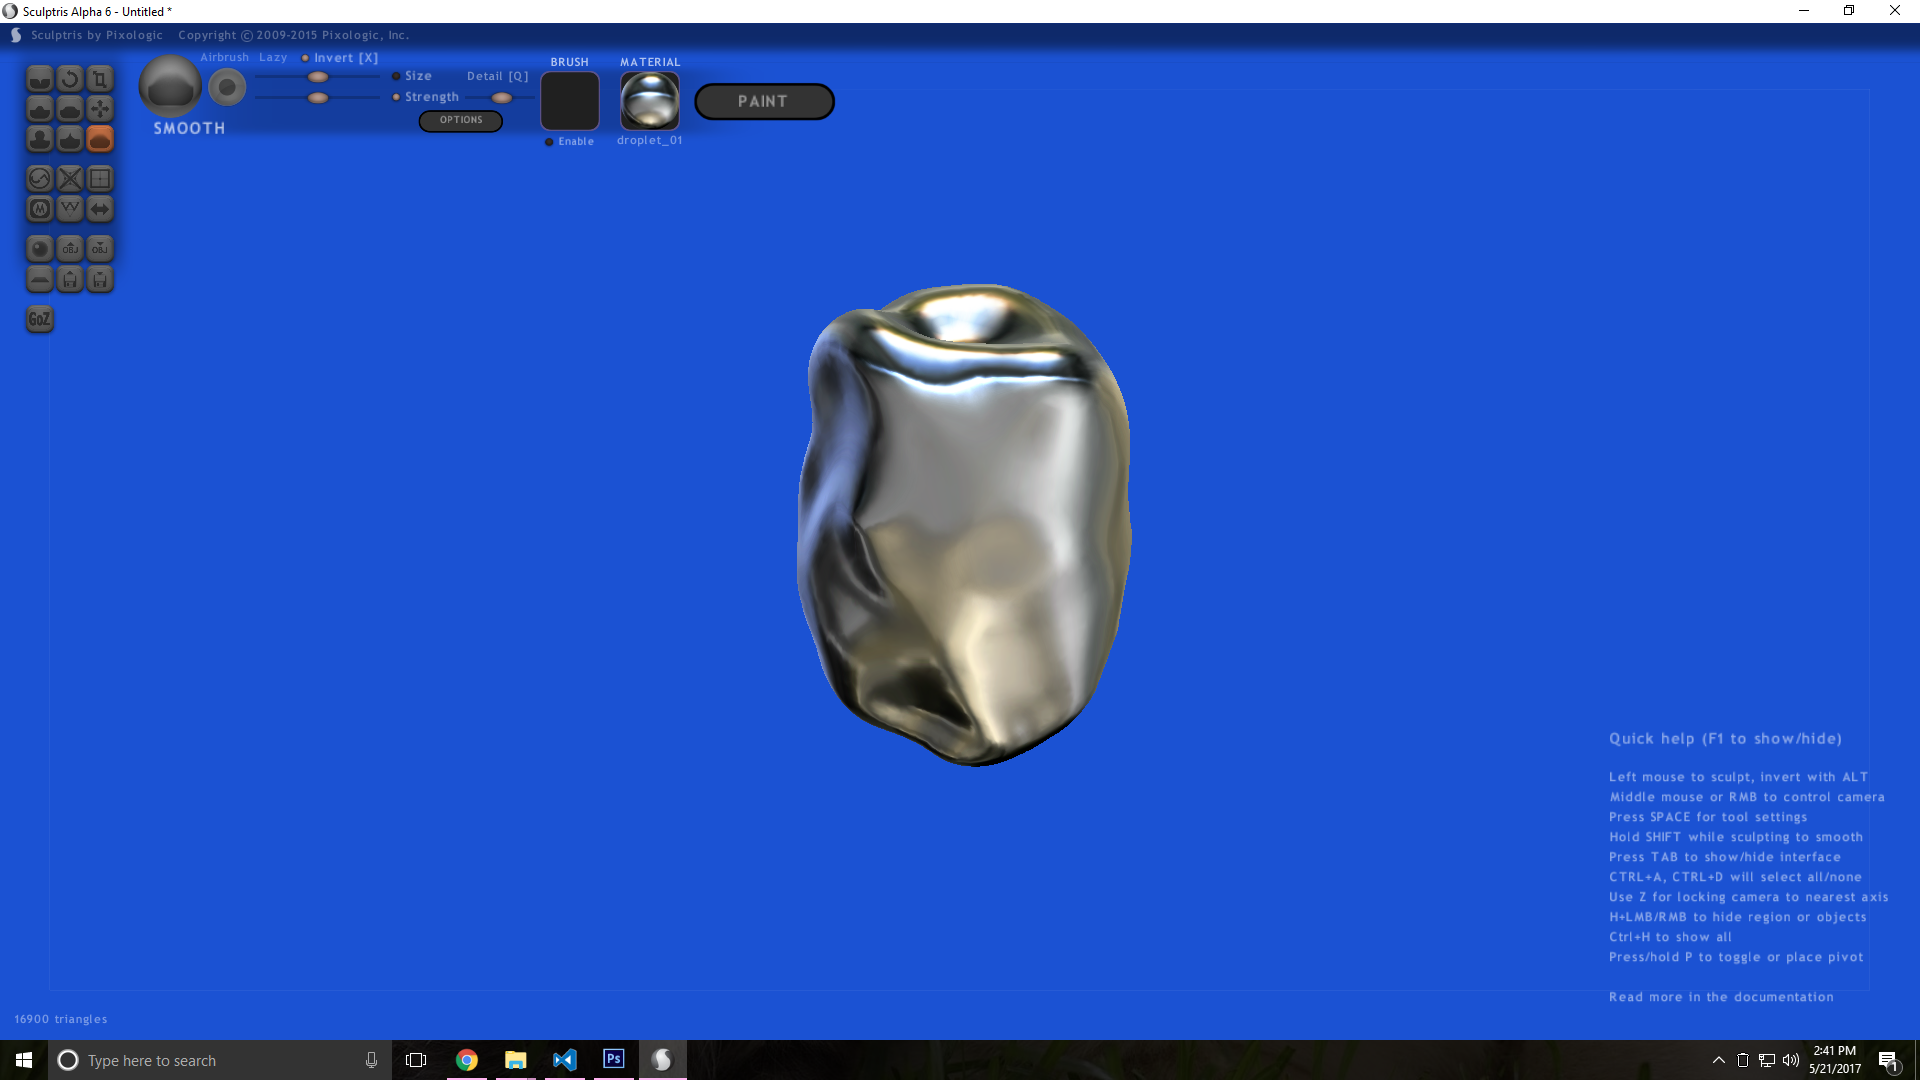 Sculptris Alpha 6 - Untitled *
Sculptris by Pixologic Copyright © 2009-2015 Pixologic, Inc.
Airbrush Lazy Invert [X]
Size Detail [Q]
Strength
OPTIONS
SMOOTH
BRUSH
Enable
MATERIAL
droplet_01
PAINT
OBJ OBJ
GoZ
Quick help (F1 to show/hide)
Left mouse to sculpt, invert with ALT
Middle mouse or RMB to control camera
Press SPACE for tool settings
Hold SHIFT while sculpting to smooth
Press TAB to show/hide interface
CTRL+A, CTRL+D will select all/none
Use Z for locking camera to nearest axis
H+LMB/RMB to hide region or objects
Ctrl+H to show all
Press/hold P to toggle or place pivot
Read more in the documentation
16900 triangles
Type here to search
Ps
2:41 PM
5/21/2017
1